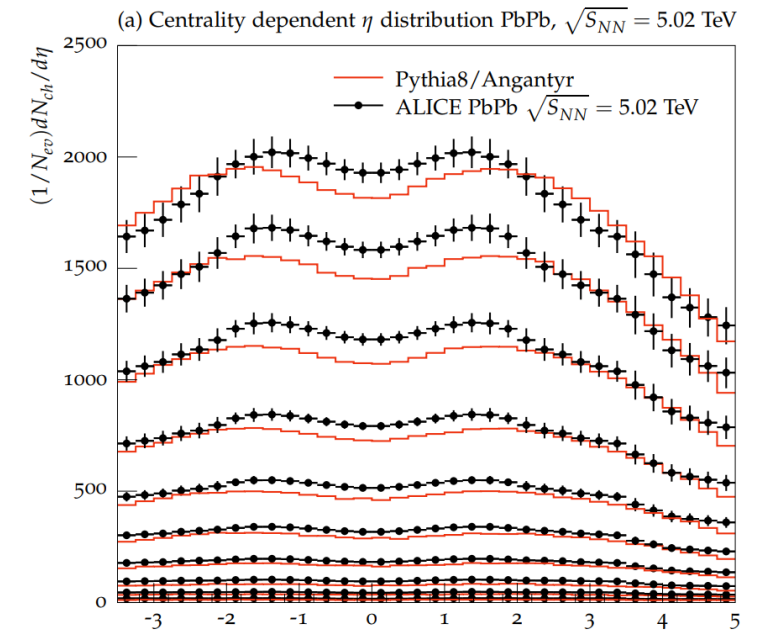 (a) Centrality dependent η distribution PbPb, √S_NN = 5.02 TeV
(1/N_ev)dN_ch/dη
2500
Pythia8/Angantyr
ALICE PbPb √S_NN = 5.02 TeV
2000
1500
1000
500
0
-3 -2 -1 0 1 2 3 4 5